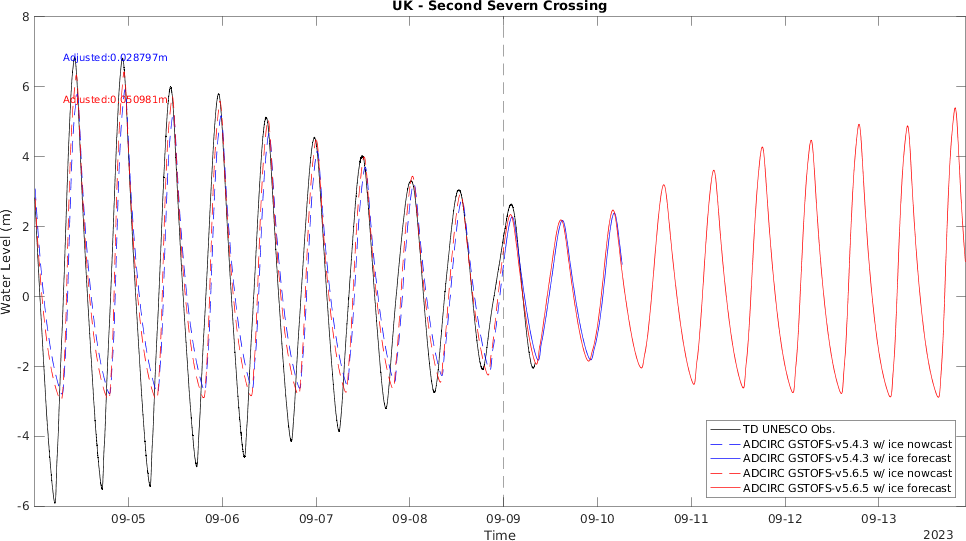 UK - Second Severn Crossing
Adjusted:0.028797m
Adjusted:0.050981m
8
6
4
2
0
-2
-4
-6
Water Level (m)
09-05 09-06 09-07 09-08 09-09 09-10 09-11 09-12 09-13
Time
2023
TD UNESCO Obs.
ADCIRC GSTOFS-v5.4.3 w/ ice nowcast
ADCIRC GSTOFS-v5.4.3 w/ ice forecast
ADCIRC GSTOFS-v5.6.5 w/ ice nowcast
ADCIRC GSTOFS-v5.6.5 w/ ice forecast